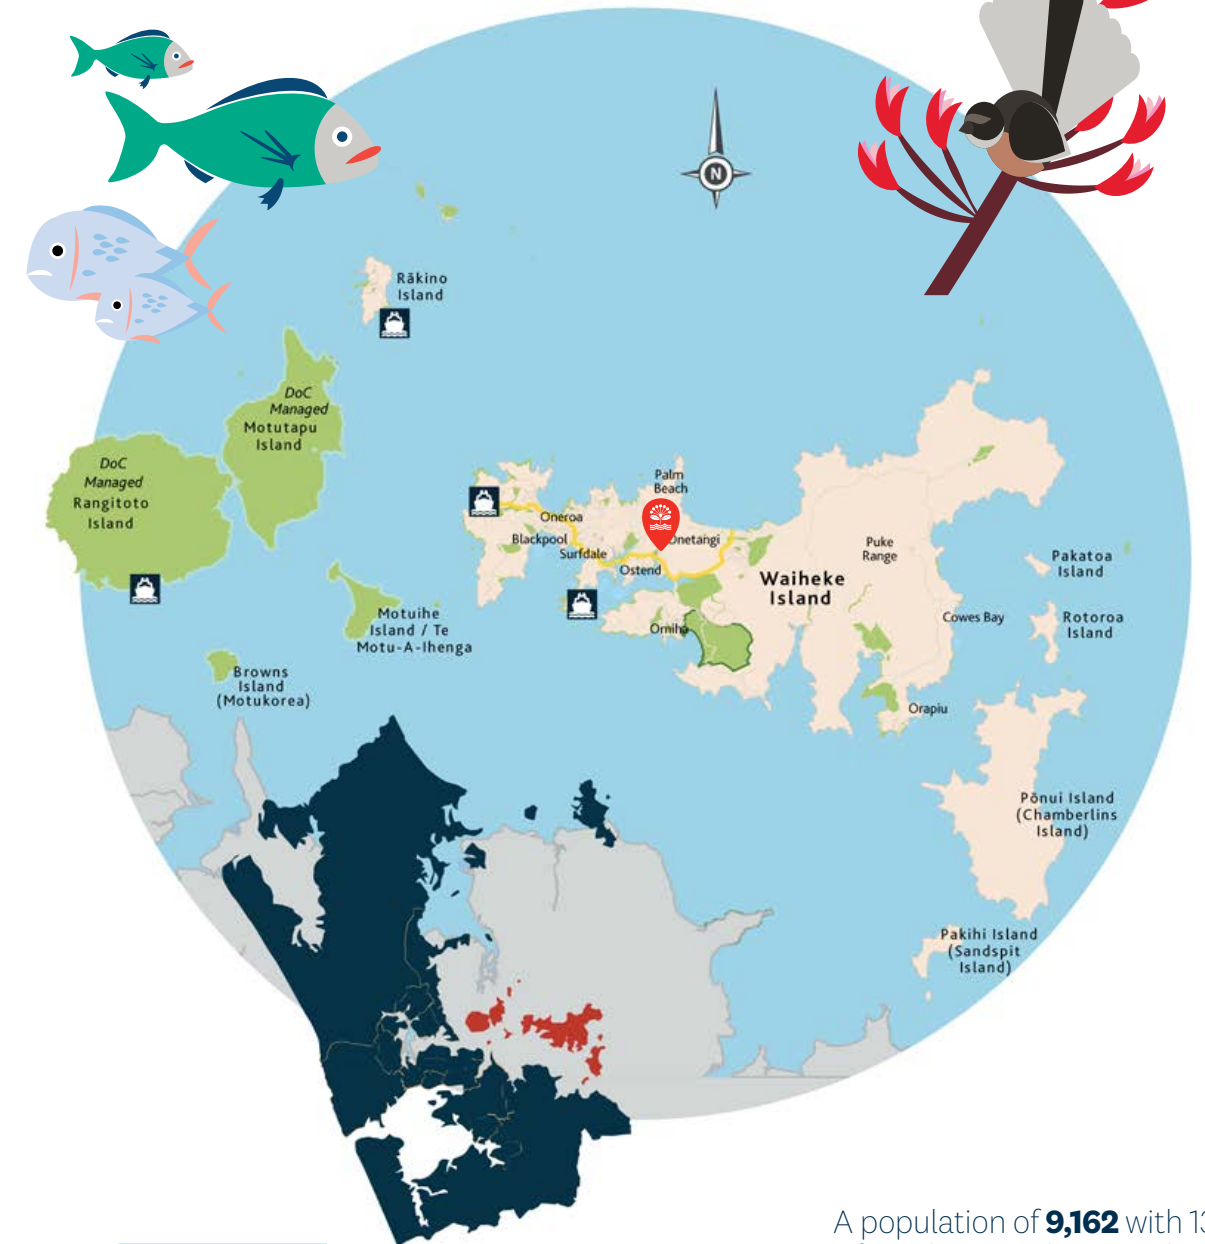 N
Rākino
Island
DoC
Managed
Motutapu
Island
DoC
Managed
Rangitoto
Island
Palm
Beach
Oneroa
Blackpool
Surfdale
Onetangi
Ostend
Omiha
Waiheke
Island
Puke
Range
Cowes Bay
Orapiu
Pakatoa
Island
Rotoroa
Island
Motuihe
Island / Te
Motu-A-Ihenga
Browns
Island
(Motukorea)
Pōnui Island
(Chamberlins
Island)
Pakihi Island
(Sandspit
Island)
A population of 9,162 with